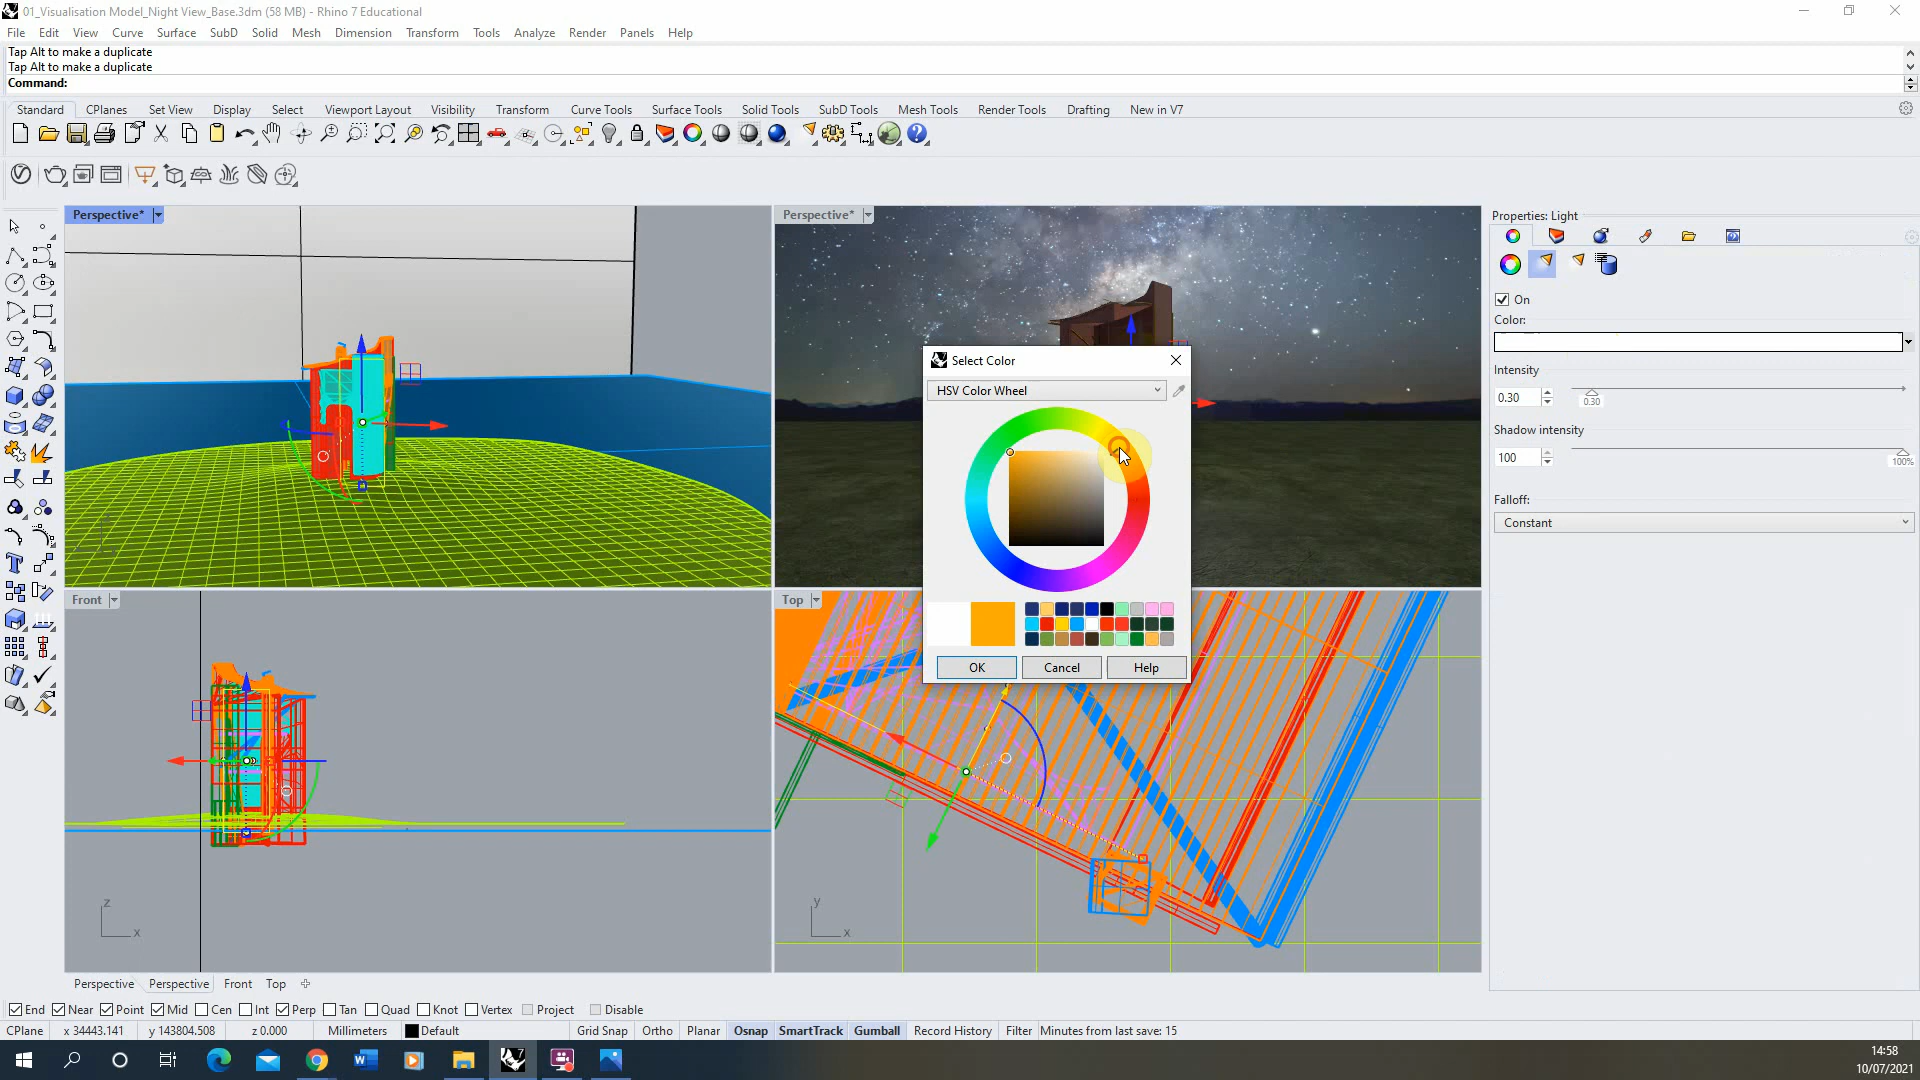 01_Visualisation Model_Night View_Base.3dm (58 MB) - Rhino 7 Educational
File Edit View Curve Surface SubD Solid Mesh Dimension Transform Tools Analyze Render Panels Help
Tap Alt to make a duplicate
Tap Alt to make a duplicate
Command:
Standard CPlanes Set View Display Select Viewport Layout Visibility Transform Curve Tools Surface Tools Solid Tools SubD Tools Mesh Tools Render Tools Drafting New in V7
Perspective*
Perspective*
Properties: Light
On
Color:
Intensity
0.30
0.30
Shadow intensity
100
100%
Falloff:
Constant
Select Color
HSV Color Wheel
OK Cancel Help
Front
z
x
Top
y
x
Perspective Perspective Front Top
End Near Point Mid Cen Int Perp Tan Quad Knot Vertex Project Disable
CPlane x 34443.141 y 143804.508 z 0.000 Millimeters Default Grid Snap Ortho Planar Osnap SmartTrack Gumball Record History Filter Minutes from last save: 15
14:58
10/07/2021